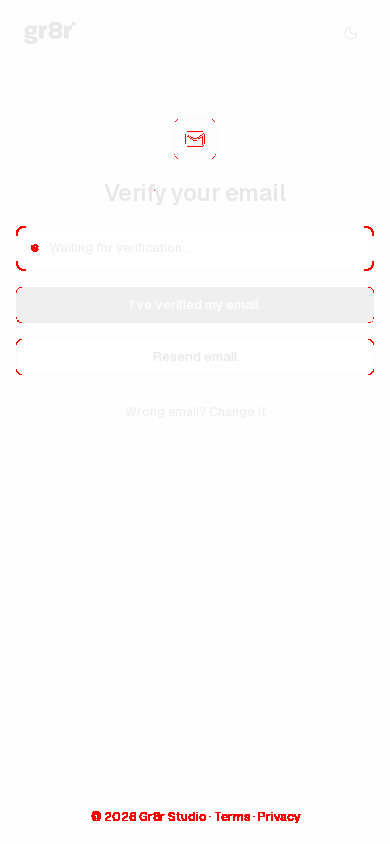 gr8r
Verify your email
Waiting for verification...
I've verified my email
Resend email
Wrong email? Change it
© 2026 Gr8r Studio · Terms · Privacy